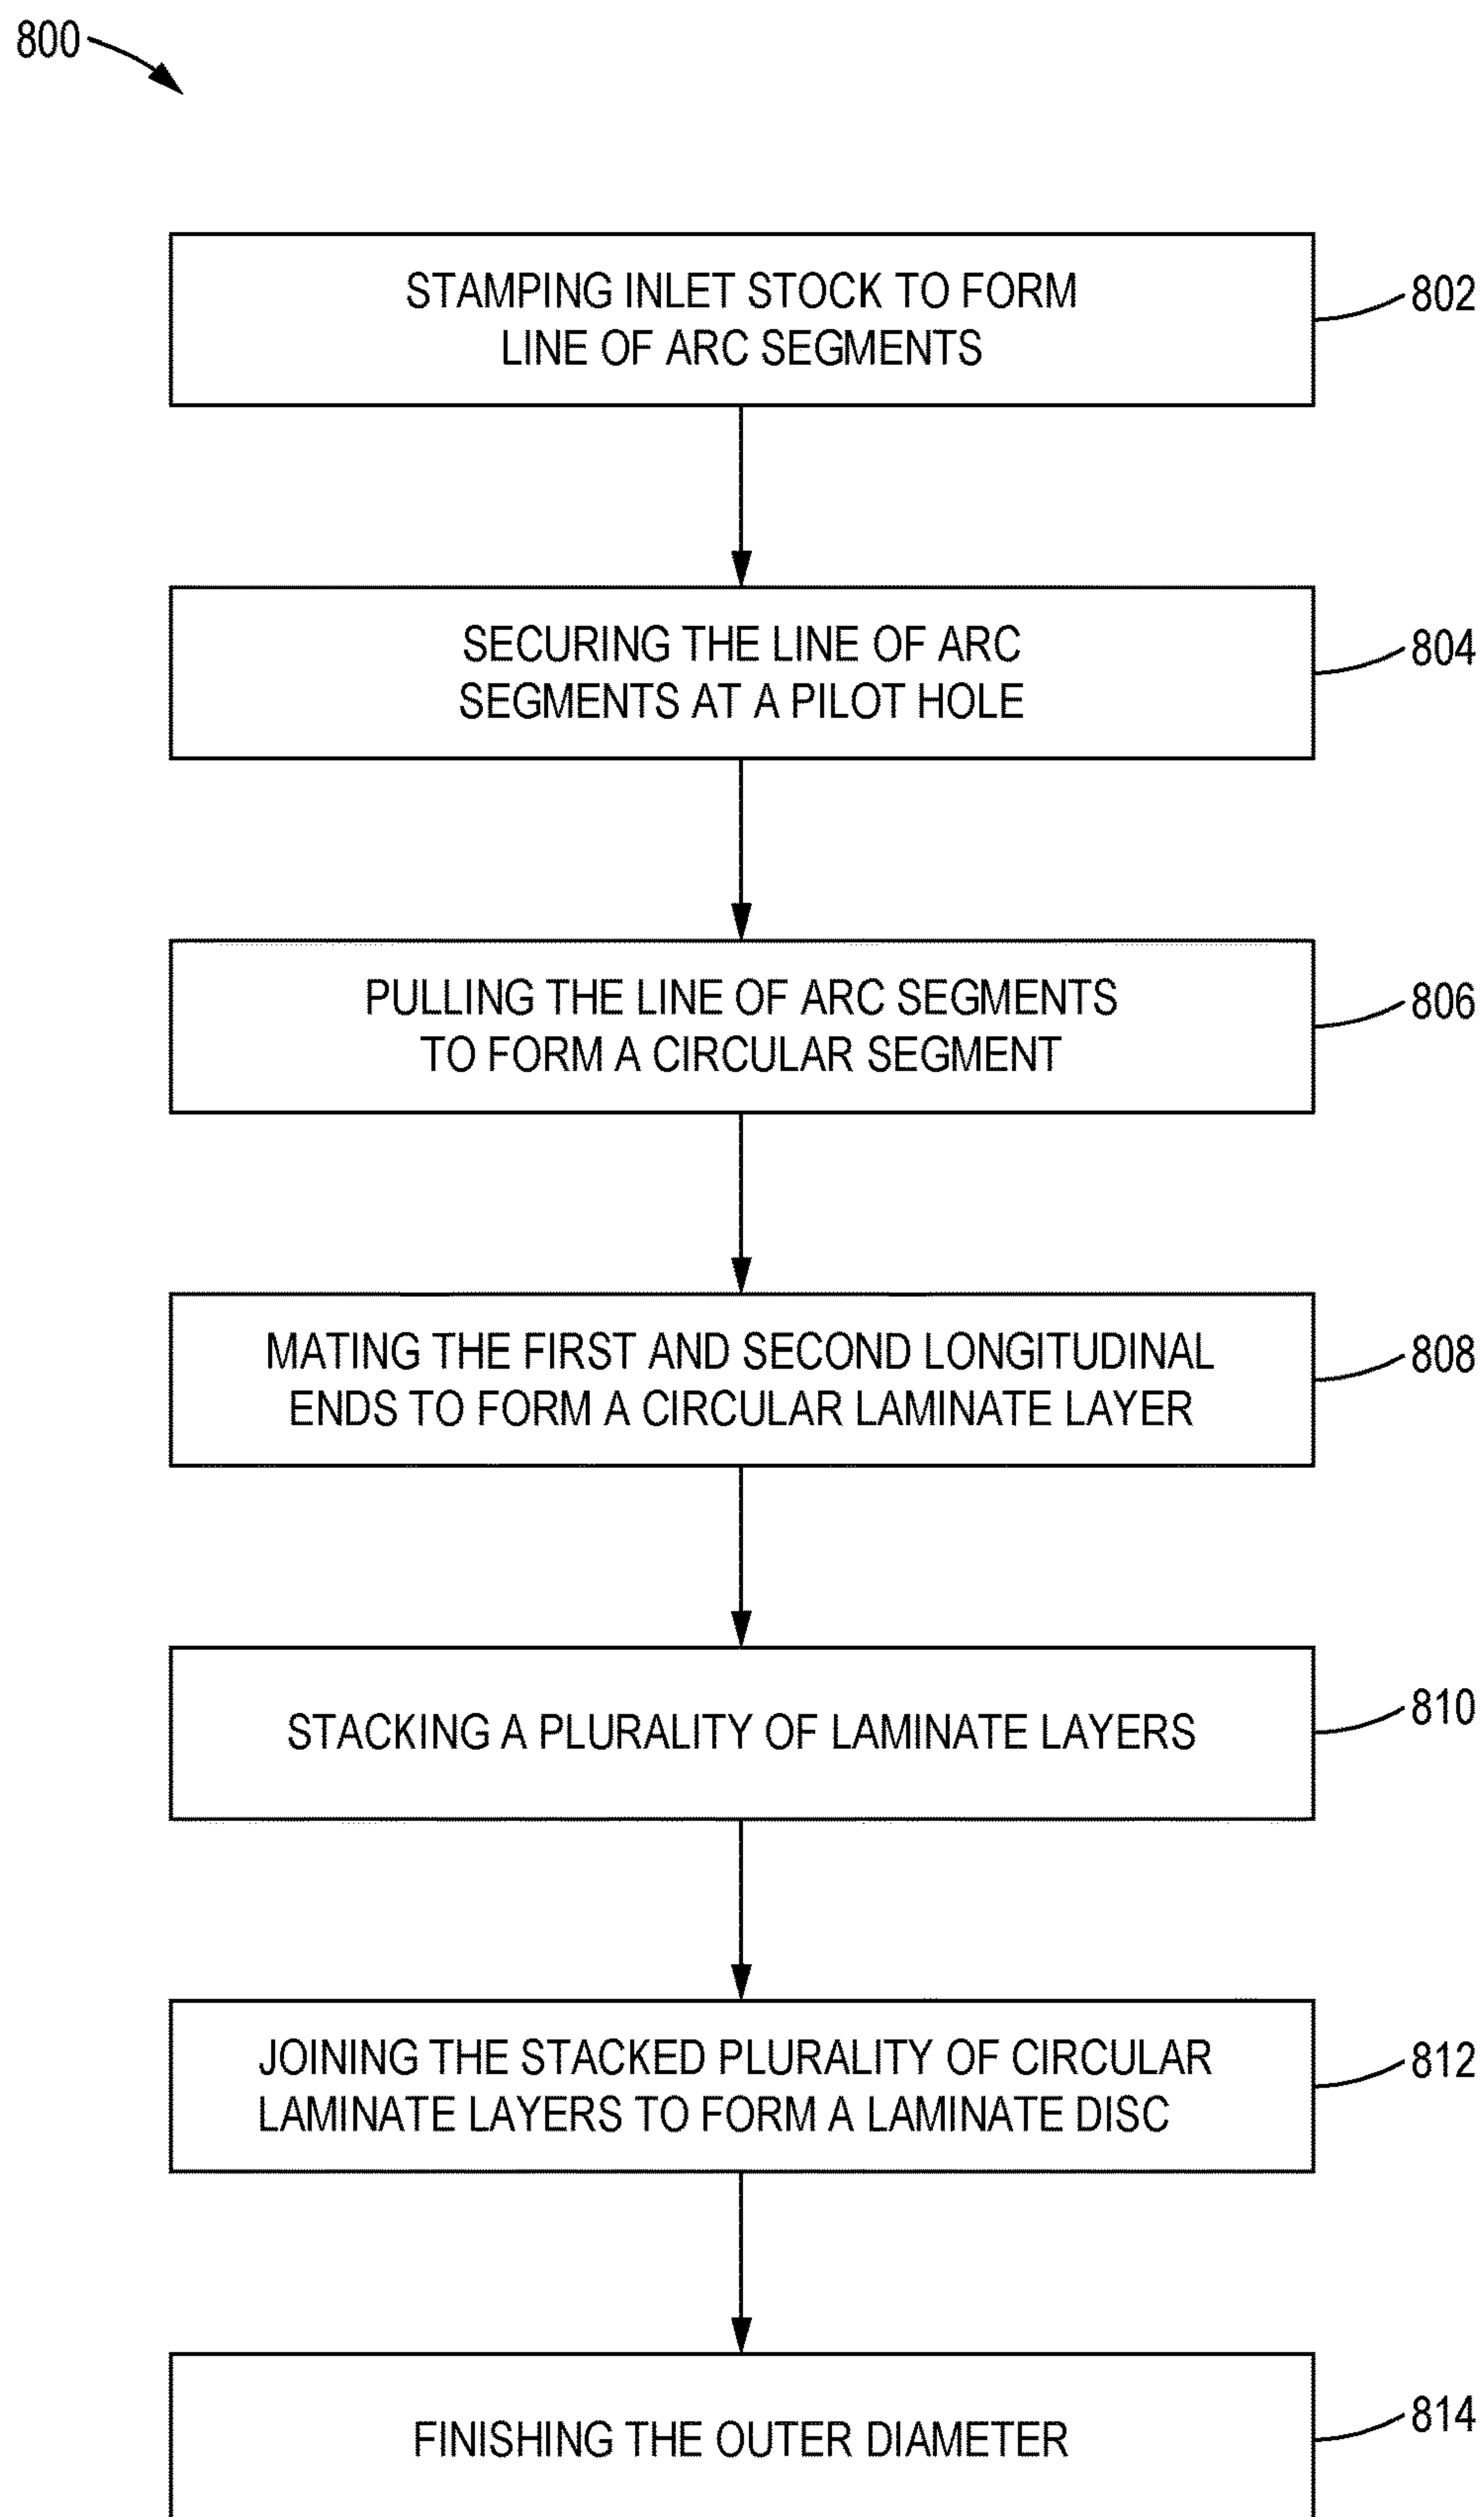 800
STAMPING INLET STOCK TO FORM
LINE OF ARC SEGMENTS
802
SECURING THE LINE OF ARC
SEGMENTS AT A PILOT HOLE
804
PULLING THE LINE OF ARC SEGMENTS
TO FORM A CIRCULAR SEGMENT
806
MATING THE FIRST AND SECOND LONGITUDINAL
ENDS TO FORM A CIRCULAR LAMINATE LAYER
808
STACKING A PLURALITY OF LAMINATE LAYERS
810
JOINING THE STACKED PLURALITY OF CIRCULAR
LAMINATE LAYERS TO FORM A LAMINATE DISC
812
FINISHING THE OUTER DIAMETER
814